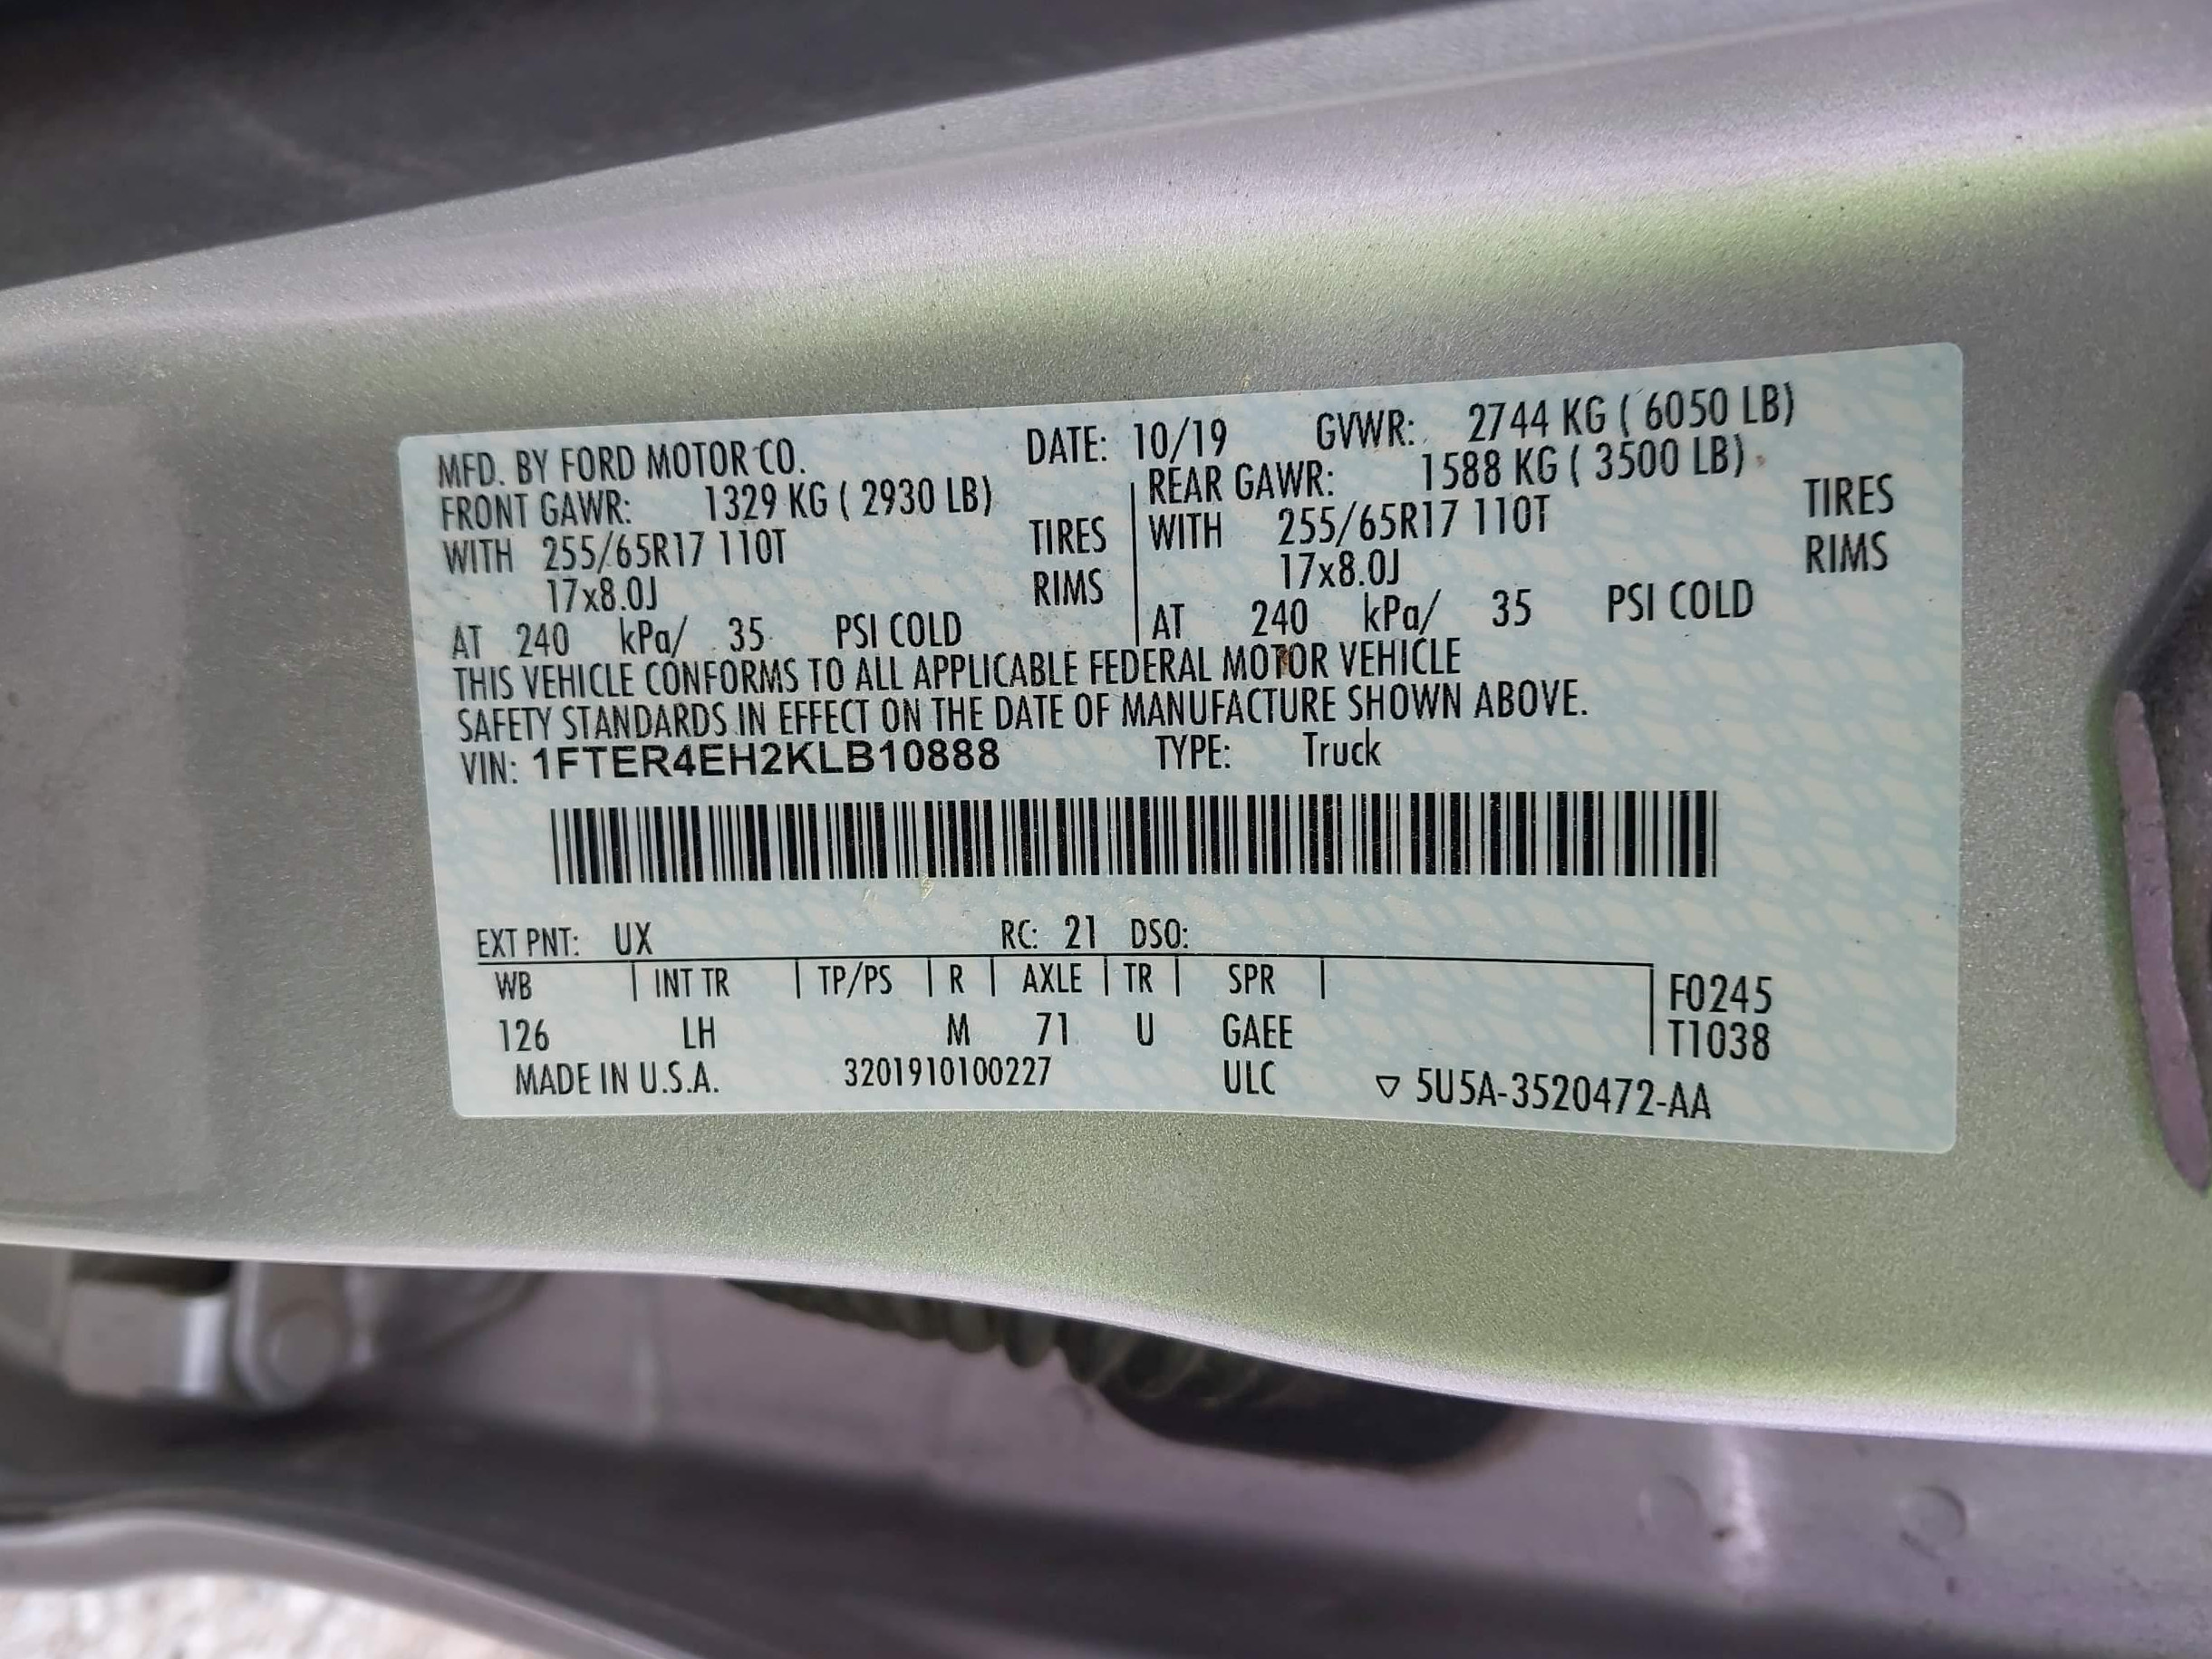 MFD. BY FORD MOTOR CO. DATE: 10/19 GVWR: 2744 KG ( 6050 LB)
FRONT GAWR: 1329 KG ( 2930 LB) REAR GAWR: 1588 KG ( 3500 LB)
WITH 255/65R17 110T TIRES WITH 255/65R17 110T TIRES
17x8.0J RIMS 17x8.0J RIMS
AT 240 kPa/ 35 PSI COLD AT 240 kPa/ 35 PSI COLD
THIS VEHICLE CONFORMS TO ALL APPLICABLE FEDERAL MOTOR VEHICLE
SAFETY STANDARDS IN EFFECT ON THE DATE OF MANUFACTURE SHOWN ABOVE.
VIN: 1FTER4EH2KLB10888 TYPE: Truck
EXT PNT: UX RC: 21 DSO:
WB INT TR TP/PS R AXLE TR SPR F0245
126 LH M 71 U GAEE T1038
MADE IN U.S.A. 3201910100227 ULC ▽ 5U5A-3520472-AA